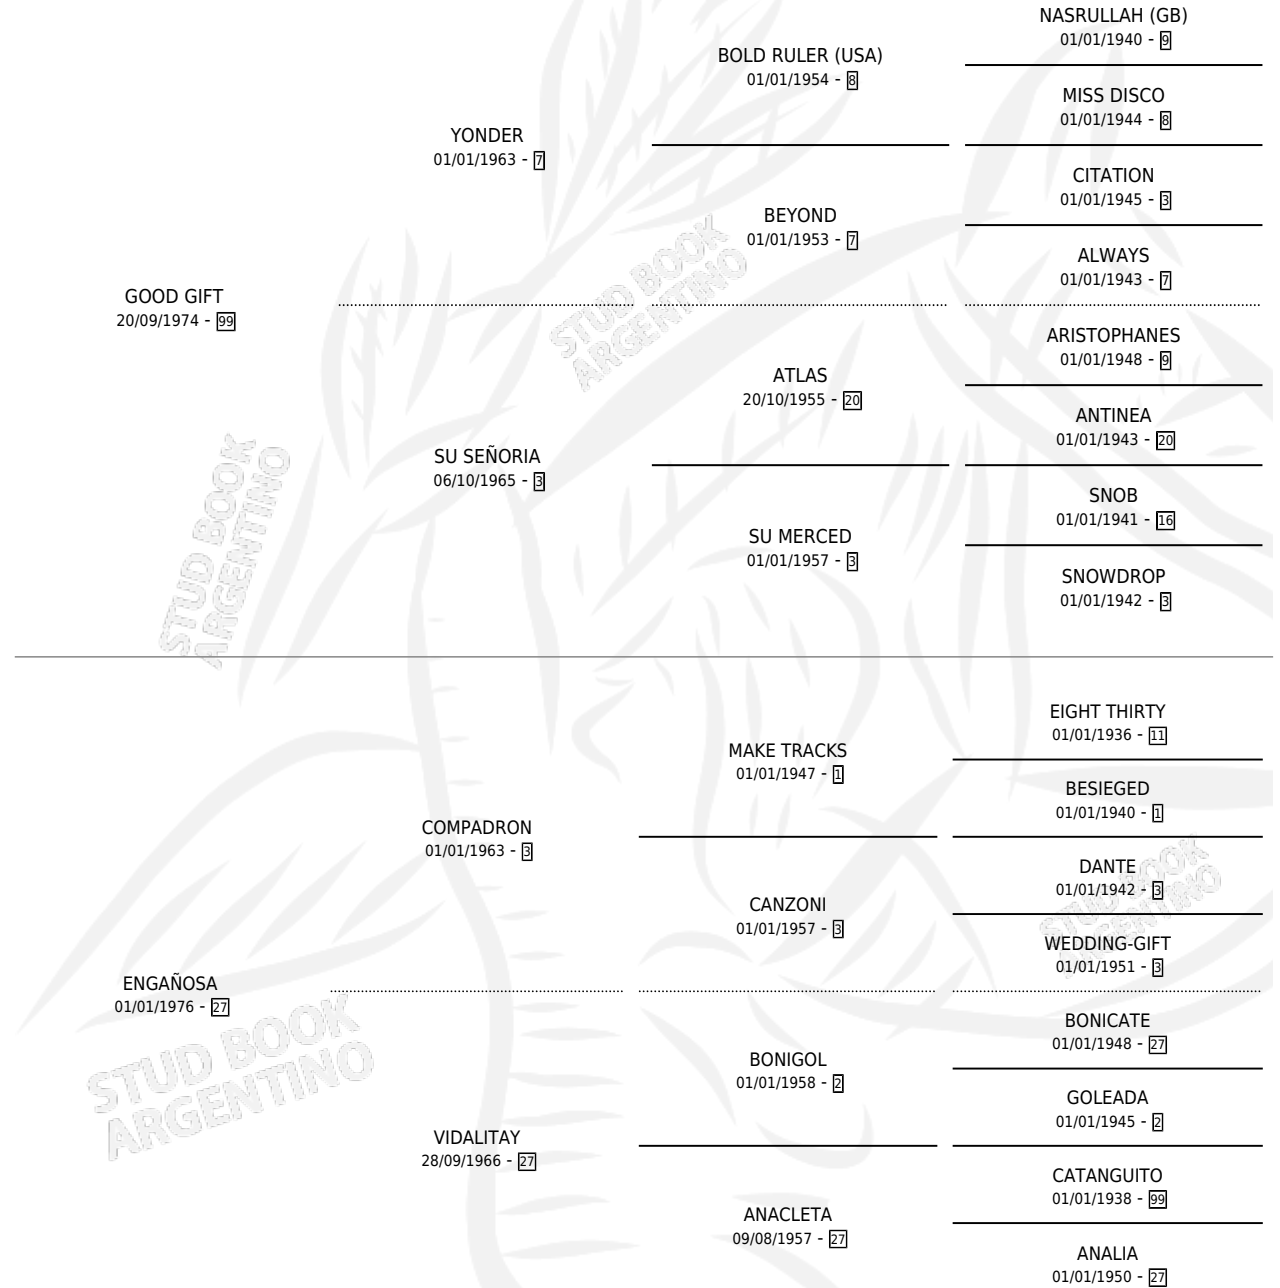 NASRULLAH (GB)
01/01/1940 - 9
BOLD RULER (USA)
01/01/1954 - 8
MISS DISCO
01/01/1944 - 8
YONDER
01/01/1963 - 7
CITATION
01/01/1945 - 3
BEYOND
01/01/1953 - 7
ALWAYS
01/01/1943 - 7
GOOD GIFT
20/09/1974 - 99
STUD BOOK
ARGENTINO
ARISTOPHANES
01/01/1948 - 9
ATLAS
20/10/1955 - 20
ANTINEA
01/01/1943 - 20
SU SEÑORIA
06/10/1965 - 3
SNOB
01/01/1941 - 16
SU MERCED
01/01/1957 - 3
SNOWDROP
01/01/1942 - 3
STUD BOOK
ARGENTINO
EIGHT THIRTY
01/01/1936 - 11
MAKE TRACKS
01/01/1947 - 1
BESIEGED
01/01/1940 - 1
COMPADRON
01/01/1963 - 3
DANTE
01/01/1942 - 3
CANZONI
01/01/1957 - 3
WEDDING-GIFT
01/01/1951 - 3
STUD BOOK
ARGENTINO
ENGAÑOSA
01/01/1976 - 27
BONICATE
01/01/1948 - 27
BONIGOL
01/01/1958 - 2
GOLEADA
01/01/1945 - 2
STUD BOOK
ARGENTINO
VIDALITAY
28/09/1966 - 27
CATANGUITO
01/01/1938 - 99
ANACLETA
09/08/1957 - 27
ANALIA
01/01/1950 - 27